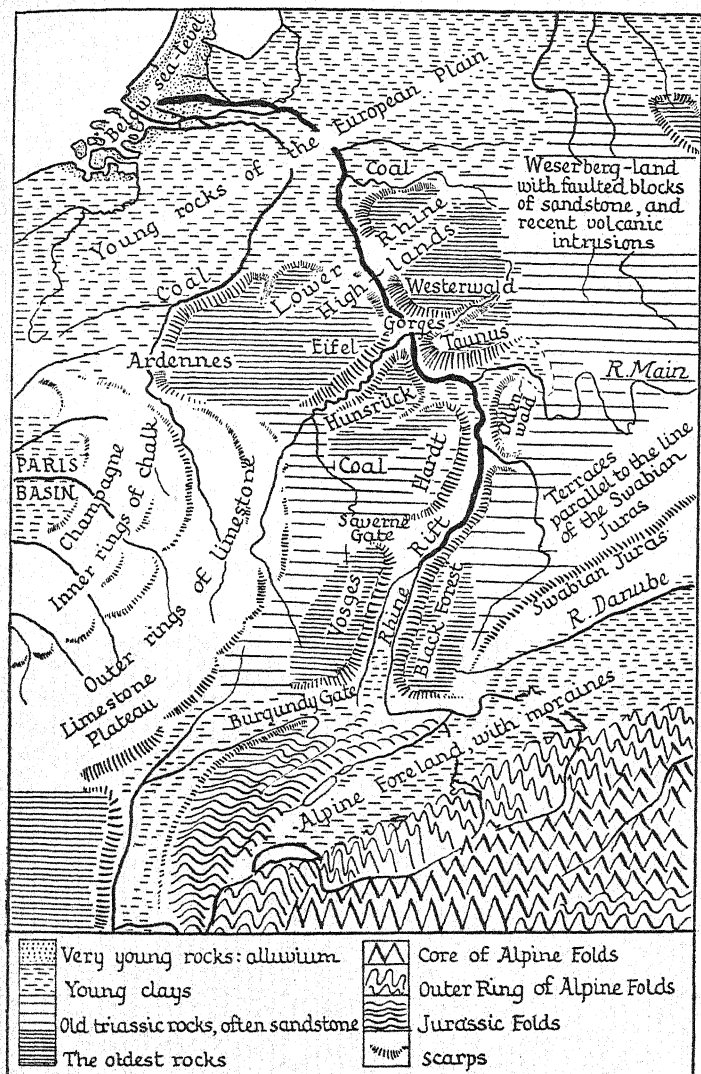 Below sea-level
Young rocks of the European Plain
Coal
Weserberg-land
with faulted blocks
of sandstone, and
recent volcanic
intrusions
Rhine
Highlands
Lower
Coal
Westerwald
Gorges
Taunus
Eifel
Ardennes
R. Main
Hunsrück
Odenwald
Hardt
Coal
PARIS
BASIN
Champagne
Inner rings of chalk
Outer rings of limestone
Limestone
Plateau
Saverne
Gate
Rhine Rift
Vosges
Black Forest
Terraces
parallel to the line
of the Swabian
Juras
Swabian Juras
R. Danube
Burgundy Gate
Alpine Foreland, with moraines
Very young rocks: alluvium
Young clays
Old triassic rocks, often sandstone
The oldest rocks
Core of Alpine Folds
Outer Ring of Alpine Folds
Jurassic Folds
Scarps